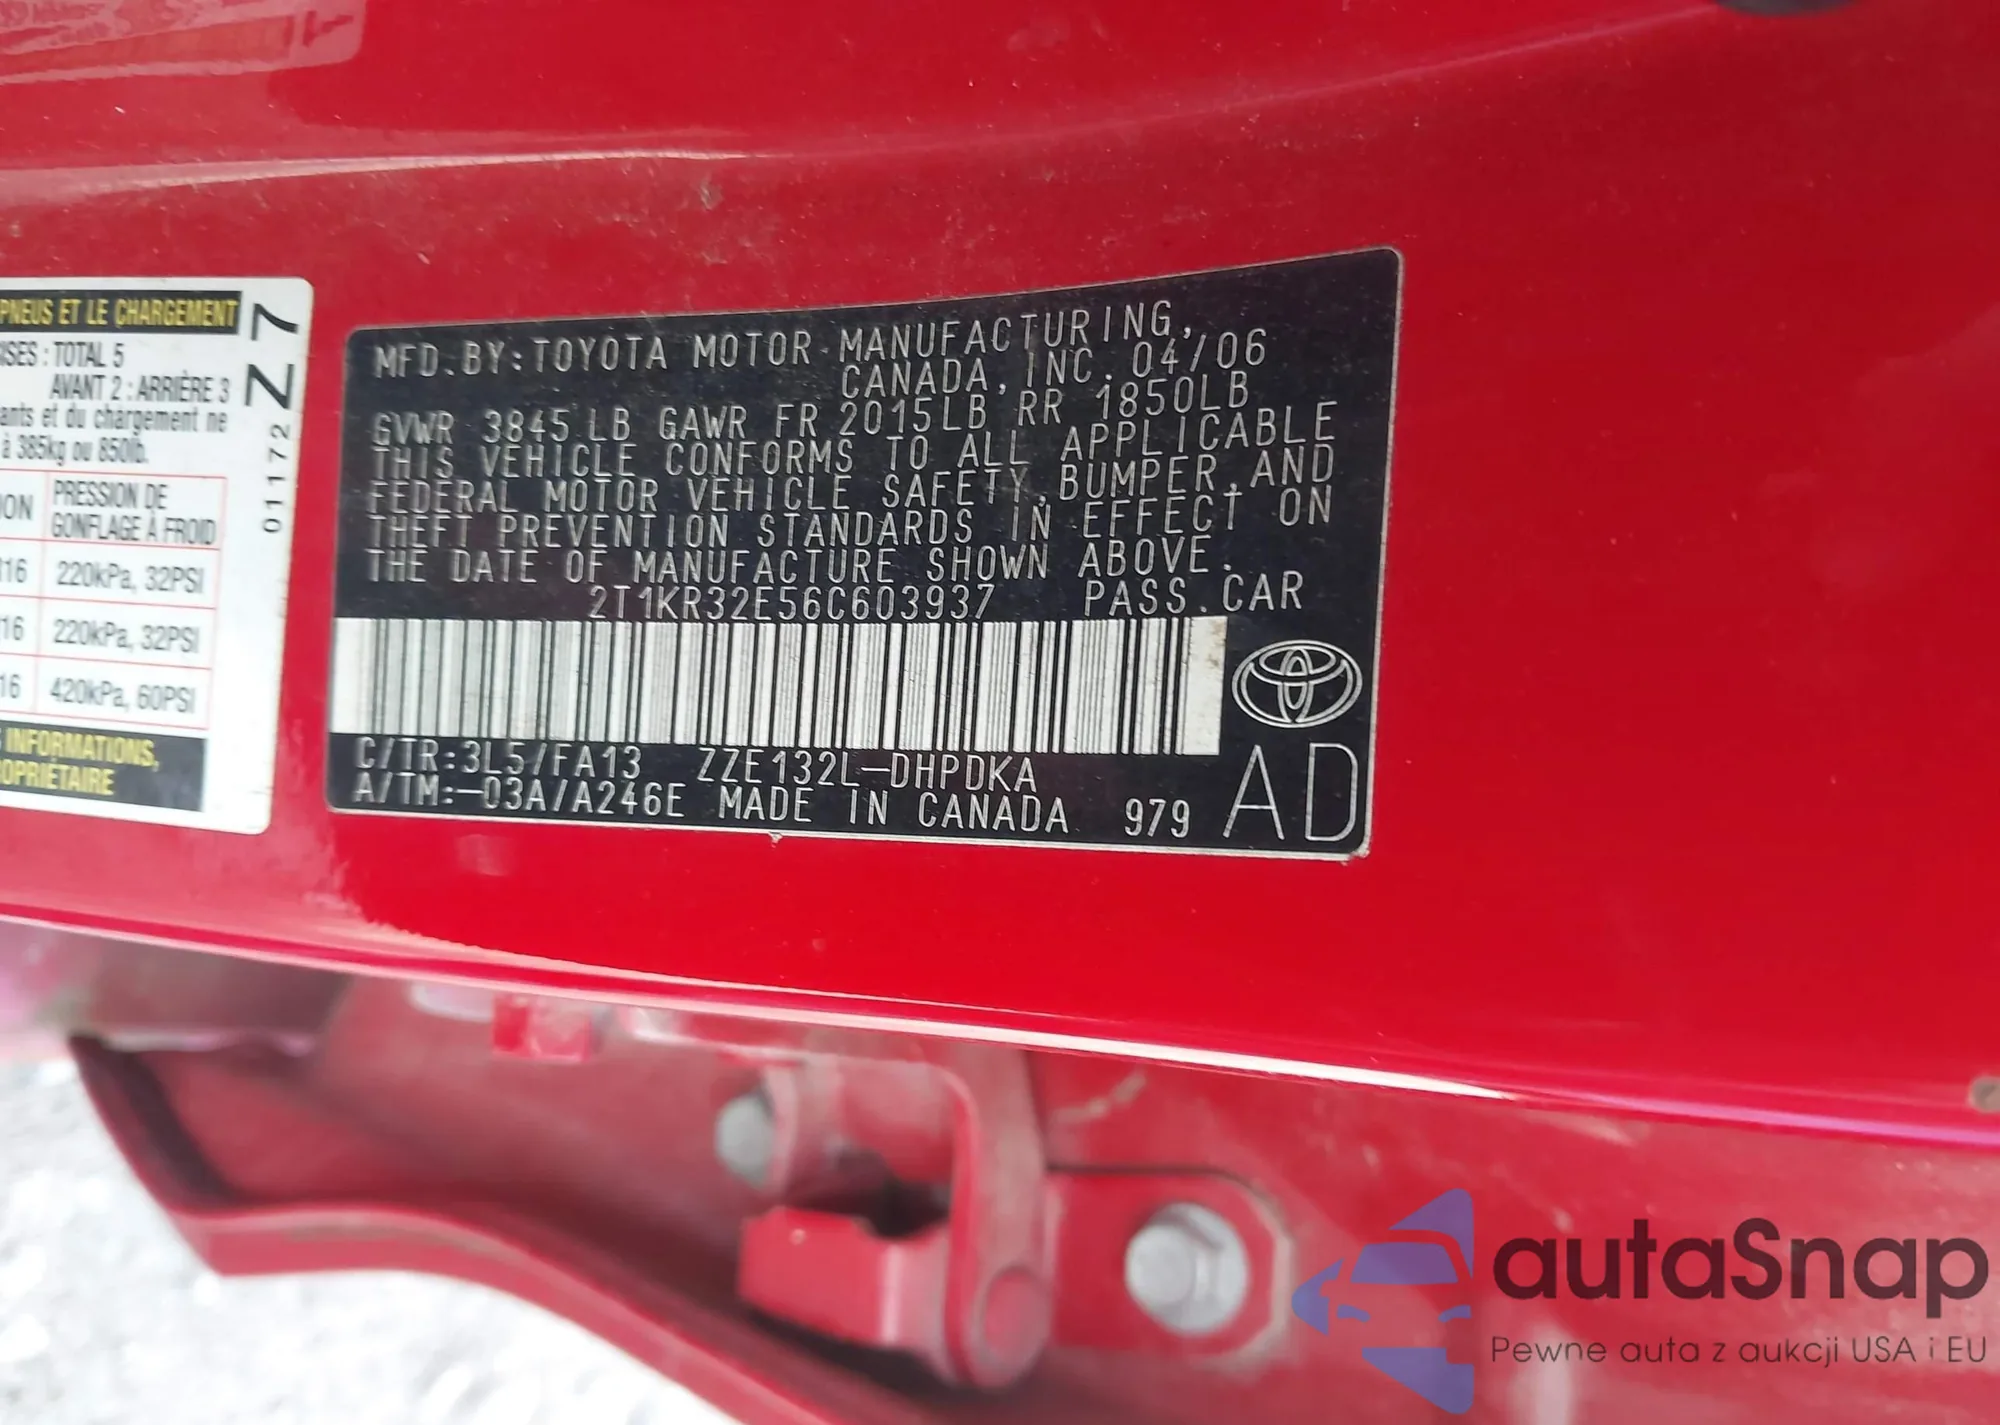 PNEUS ET LE CHARGEMENT
TOTAL 5
AVANT 2 : ARRIÈRE 3
et du chargement ne
à 385kg ou 850lb.
PRESSION DE
GONFLAGE À FROID
16 220kPa, 32PSI
16 220kPa, 32PSI
16 420kPa, 60PSI
INFORMATIONS,
Z7
01172
MFD.BY:TOYOTA MOTOR MANUFACTURING,
CANADA, INC. 04/06
GVWR 3845 LB GAWR FR 2015LB RR 1850LB
THIS VEHICLE CONFORMS TO ALL APPLICABLE
FEDERAL MOTOR VEHICLE SAFETY, BUMPER, AND
THEFT PREVENTION STANDARDS IN EFFECT ON
THE DATE OF MANUFACTURE SHOWN ABOVE.
2T1KR32E56C603937 PASS.CAR
C/TR:3L5/FA13 ZZE132L-DHPDKA
A/TM:-03A/A246E MADE IN CANADA 979
AD
autaSnap
Pewne auta z aukcji USA i EU